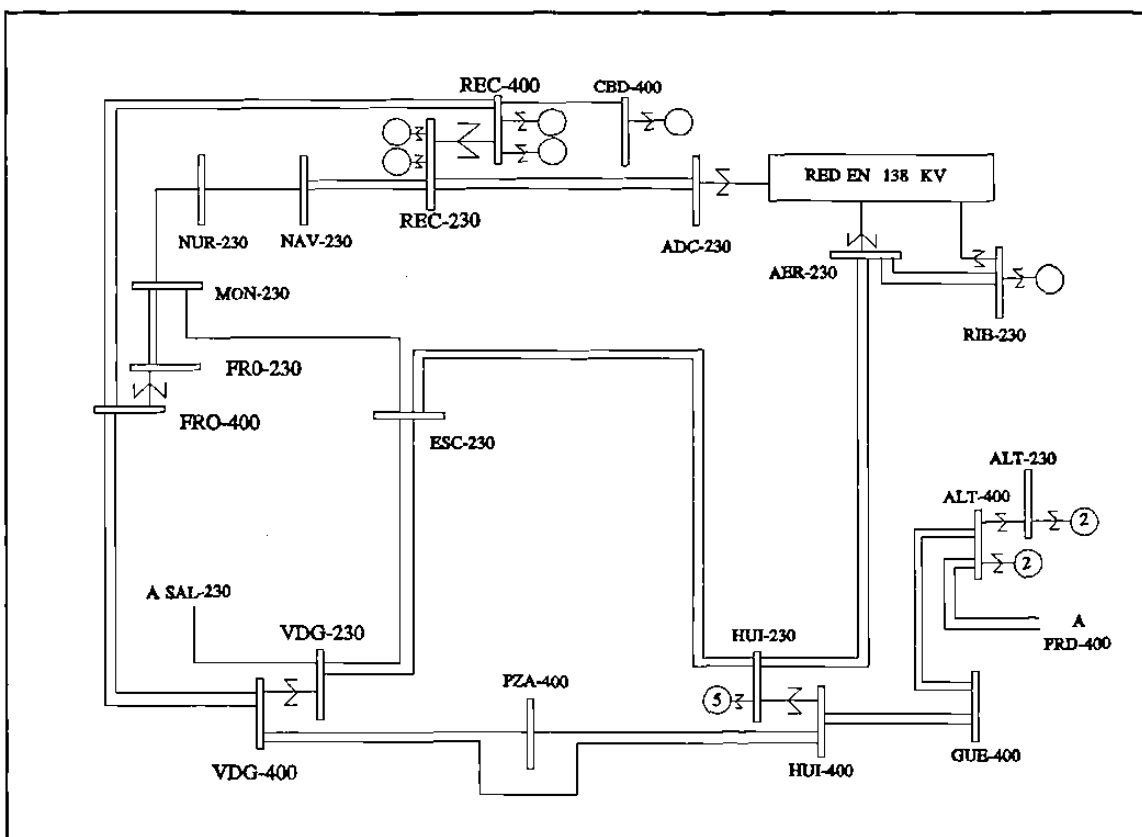 REC-400
CBD-400
RED EN 138 KV
REC-230
NUR-230
NAV-230
ADC-230
AER-230
MON-230
RIB-230
FR0-230
FRO-400
ESC-230
ALT-230
ALT-400
2
2
A SAL-230
VDG-230
HUI-230
A
PRD-400
PZA-400
5
VDG-400
HUI-400
GUE-400